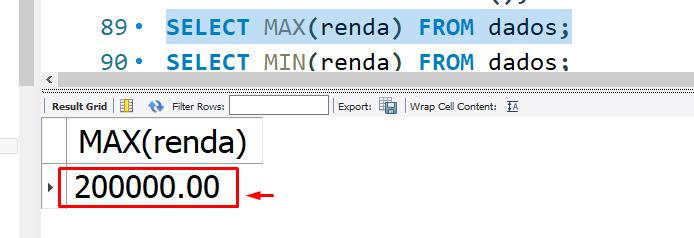 89 SELECT MAX(renda) FROM dados;
90 SELECT MIN(renda) FROM dados;
Result Grid Filter Rows: Export: Wrap Cell Content:
MAX(renda)
200000.00